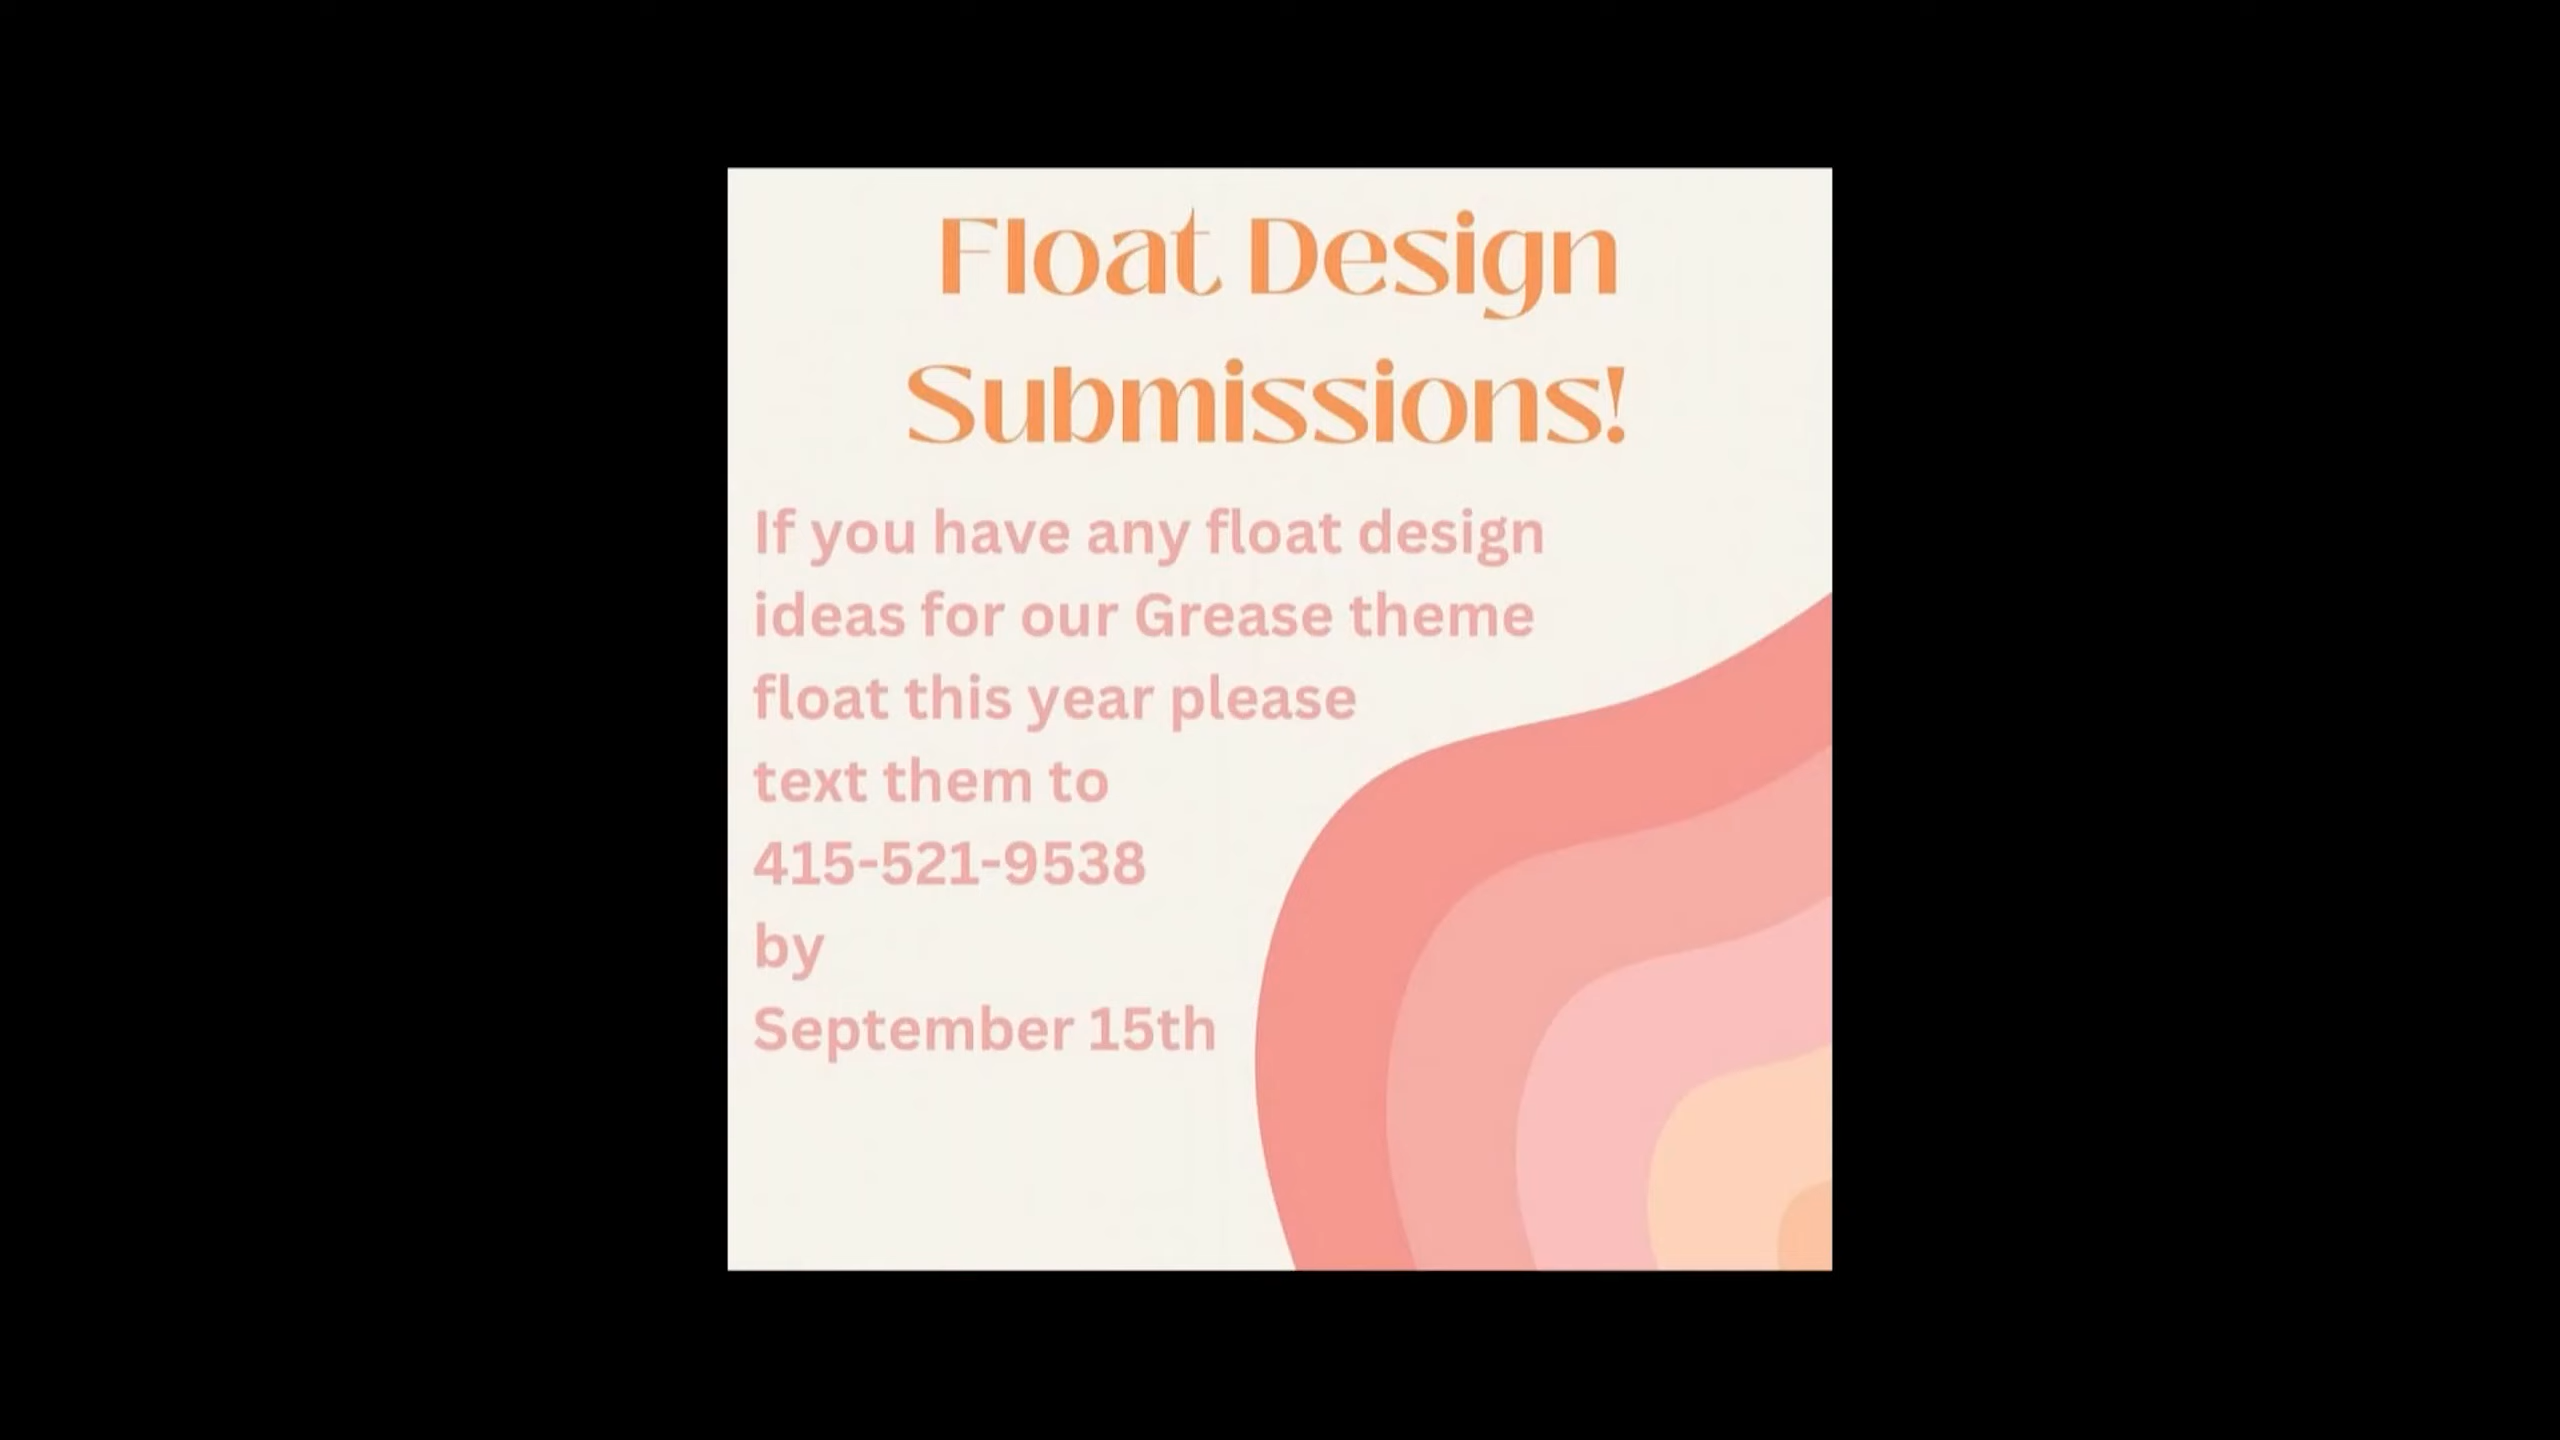 Float Design
Submissions!
If you have any float design
ideas for our Grease theme
float this year please
text them to
415-521-9538
by
September 15th